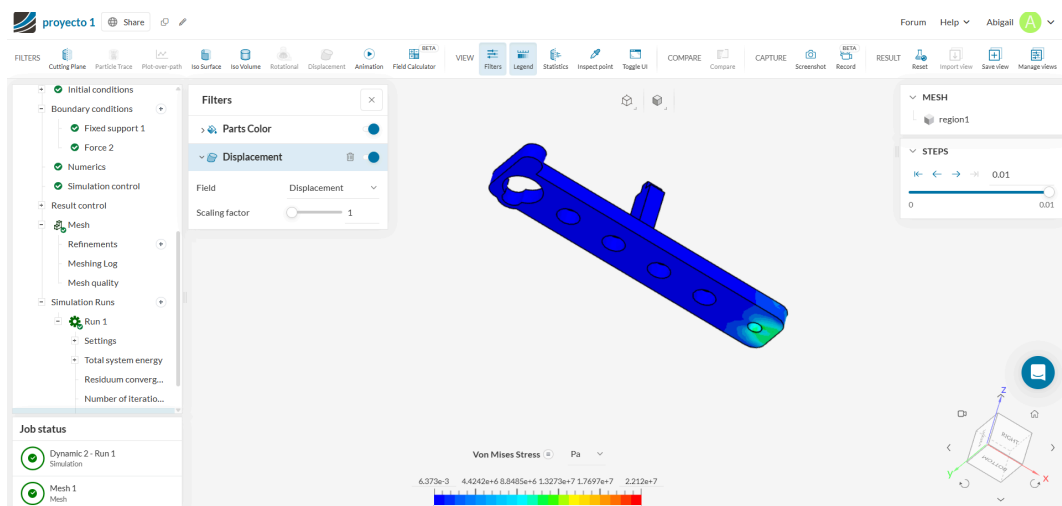 proyecto 1 Share Forum Help Abigail A
FILTERS Cutting Plane Particle Trace Plot-over-path Iso Surface Iso Volume Rotational Displacement Animation BETA Field Calculator VIEW Filters Legend Statistics Inspect point Toggle UI COMPARE Compare CAPTURE Screenshot BETA Record RESULT Reset Import view Save view Manage views
Initial conditions
Boundary conditions
Fixed support 1
Force 2
Numerics
Simulation control
Result control
Mesh
Refinements
Meshing Log
Mesh quality
Simulation Runs
Run 1
Settings
Total system energy
Residuum converg...
Number of iteratio...
Job status
Dynamic 2 - Run 1
Simulation
Mesh 1
Mesh
Filters
Parts Color
Displacement
Field Displacement
Scaling factor 1
MESH
region1
STEPS
0.01
0 0.01
Von Mises Stress Pa
6.373e-3 4.4242e+6 8.8485e+6 1.3273e+7 1.7697e+7 2.212e+7
Z
RIGHT
BOTTOM
Y
X